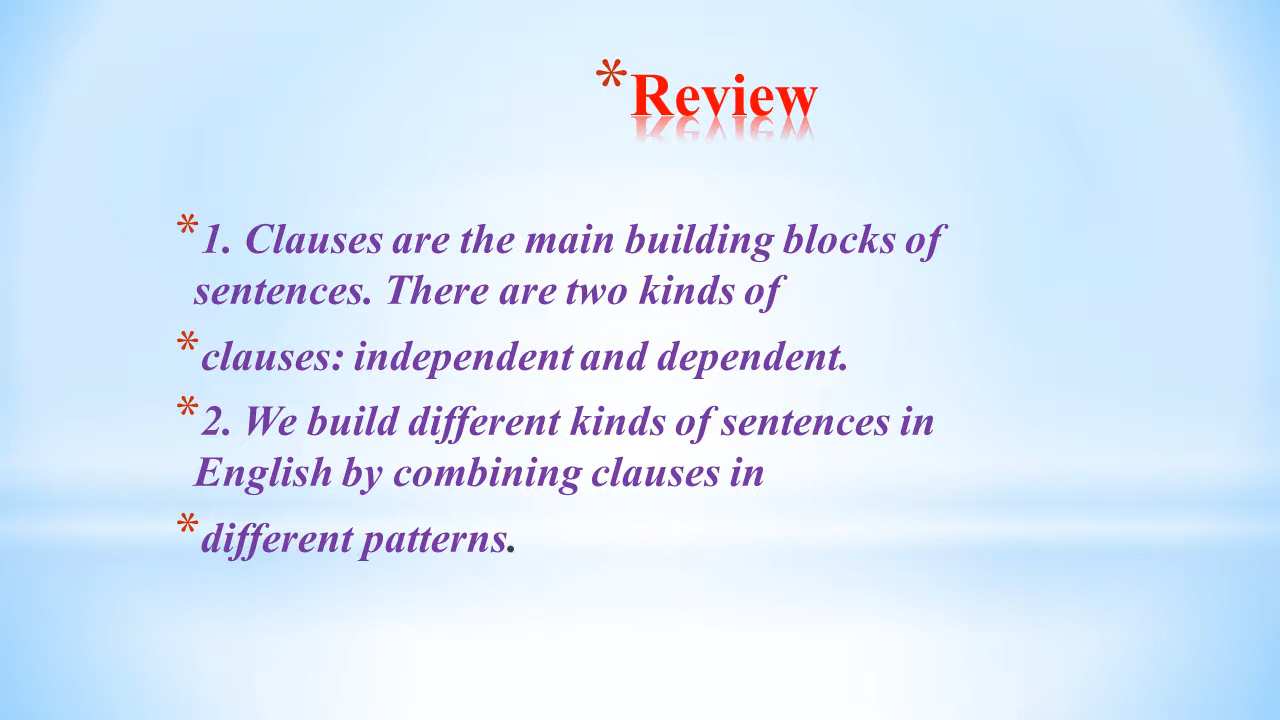 *Review
*1. Clauses are the main building blocks of
sentences. There are two kinds of
*clauses: independent and dependent.
*2. We build different kinds of sentences in
English by combining clauses in
*different patterns.